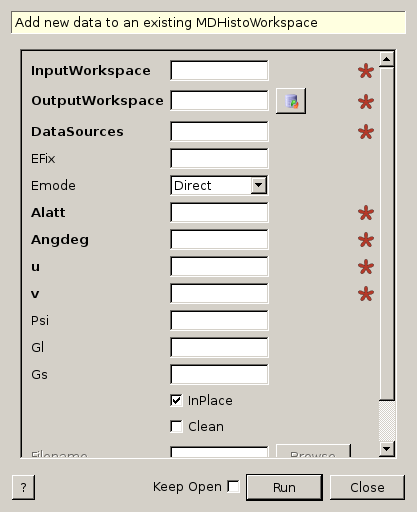 Add new data to an existing MDHistoWorkspace
InputWorkspace
OutputWorkspace
DataSources
EFix
Emode Direct
Alatt
Angdeg
u
v
Psi
Gl
Gs
InPlace
Clean
Filename Browse
? Keep Open Run Close